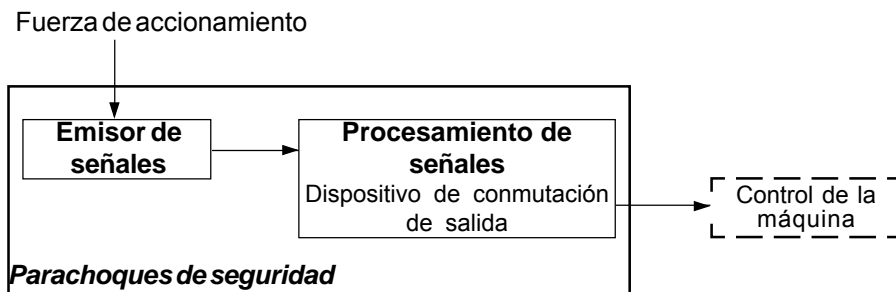 Fuerza de accionamiento
Emisor de
señales
Procesamiento de
señales
Dispositivo de conmutación
de salida
Control de la
máquina
Parachoques de seguridad